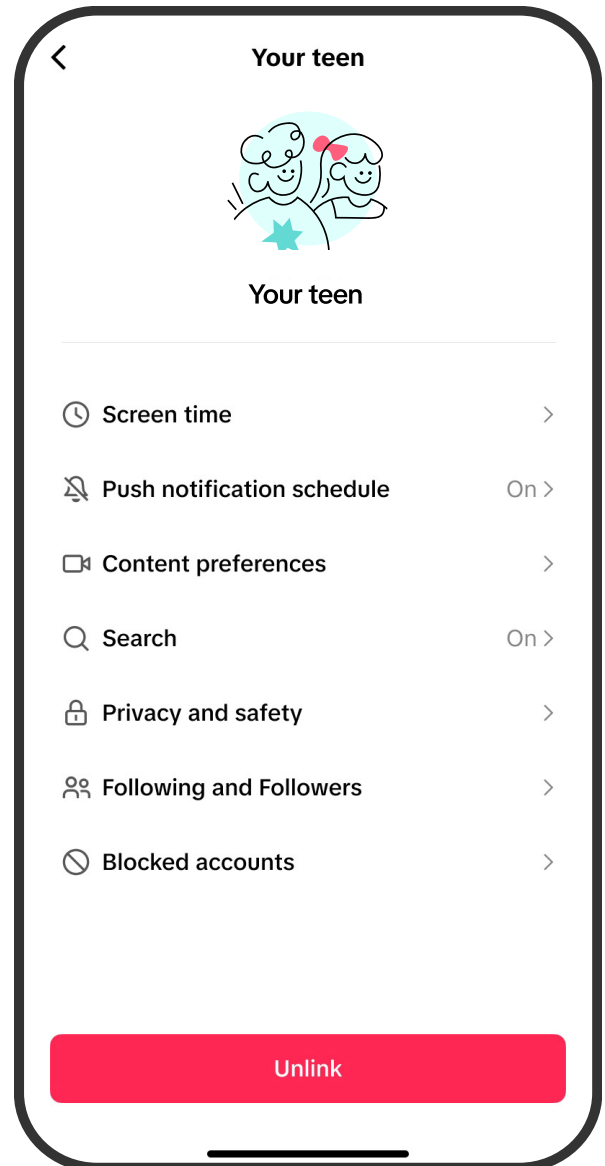 Your teen
Your teen
Screen time
Push notification schedule On
Content preferences
Search On
Privacy and safety
Following and Followers
Blocked accounts
Unlink